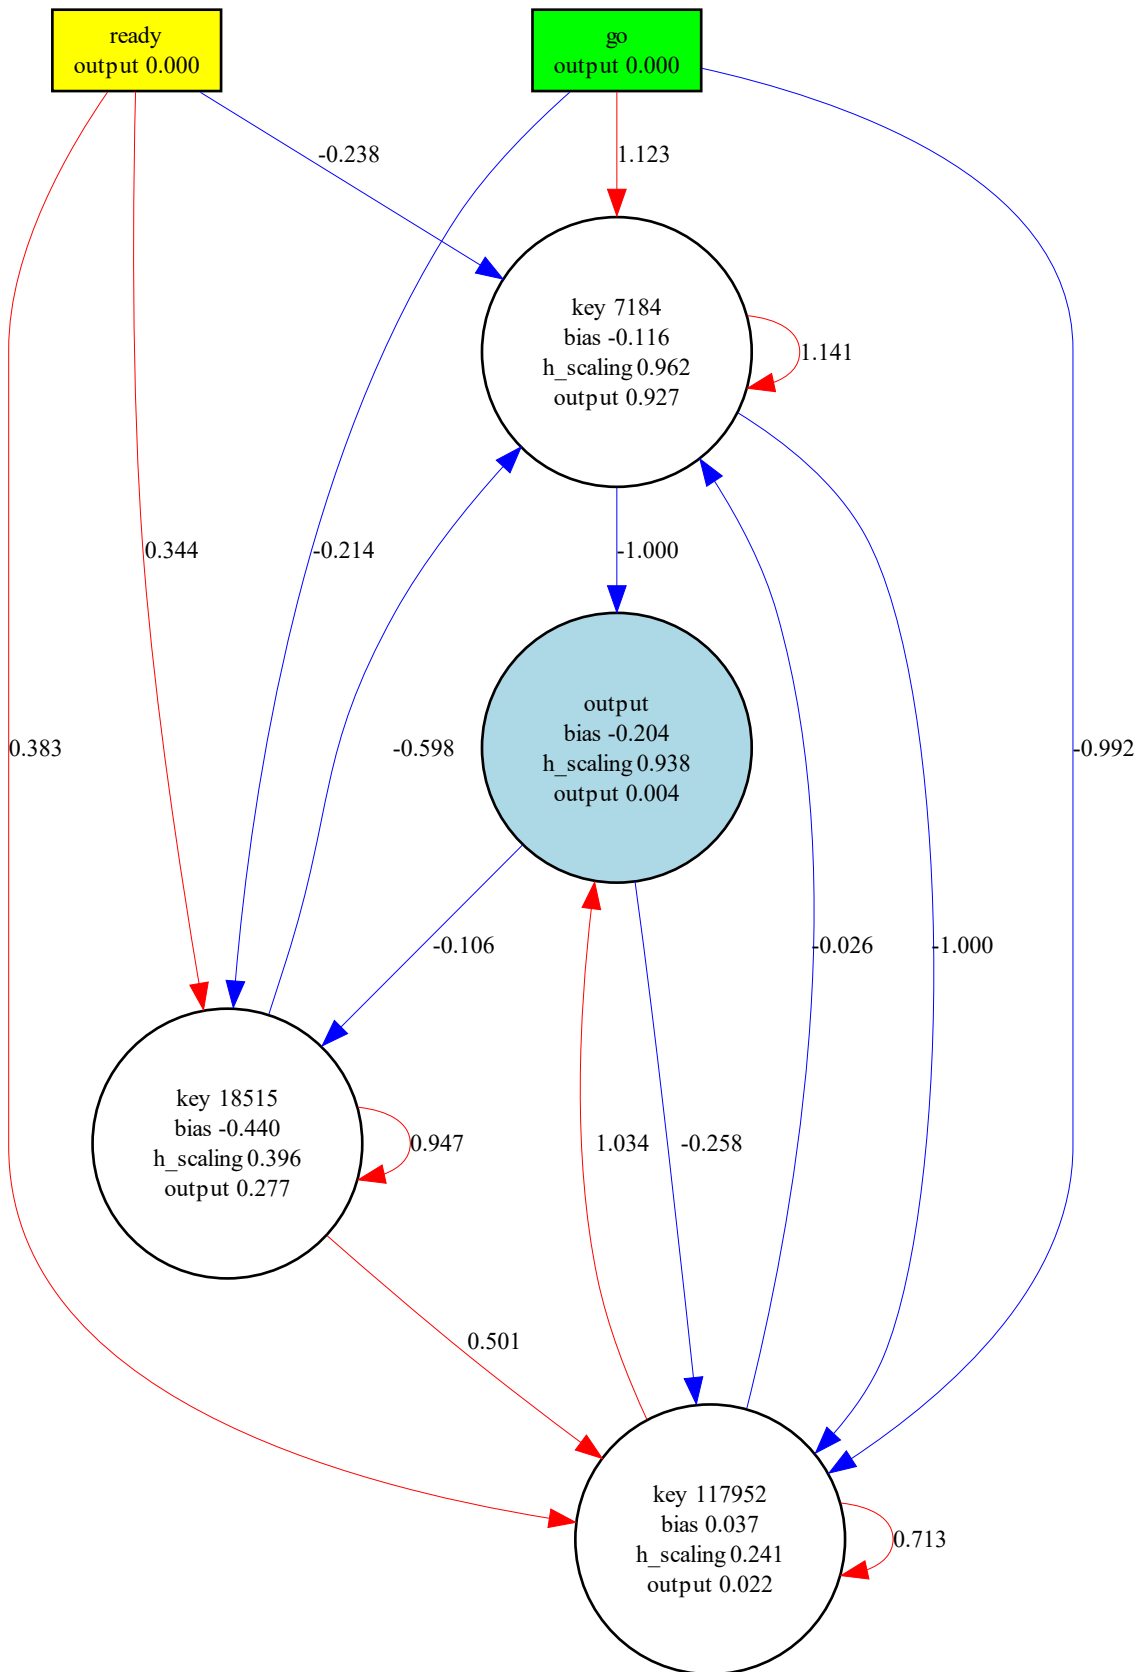 ready
output 0.000
go
output 0.000
-0.238
1.123
key 7184
bias -0.116
h_scaling 0.962
output 0.927
1.141
0.344
-0.214
-1.000
output
bias -0.204
h_scaling 0.938
output 0.004
0.383
-0.598
-0.992
-0.106
-0.026
-1.000
key 18515
bias -0.440
h_scaling 0.396
output 0.277
0.947
1.034
-0.258
0.501
key 117952
bias 0.037
h_scaling 0.241
output 0.022
0.713